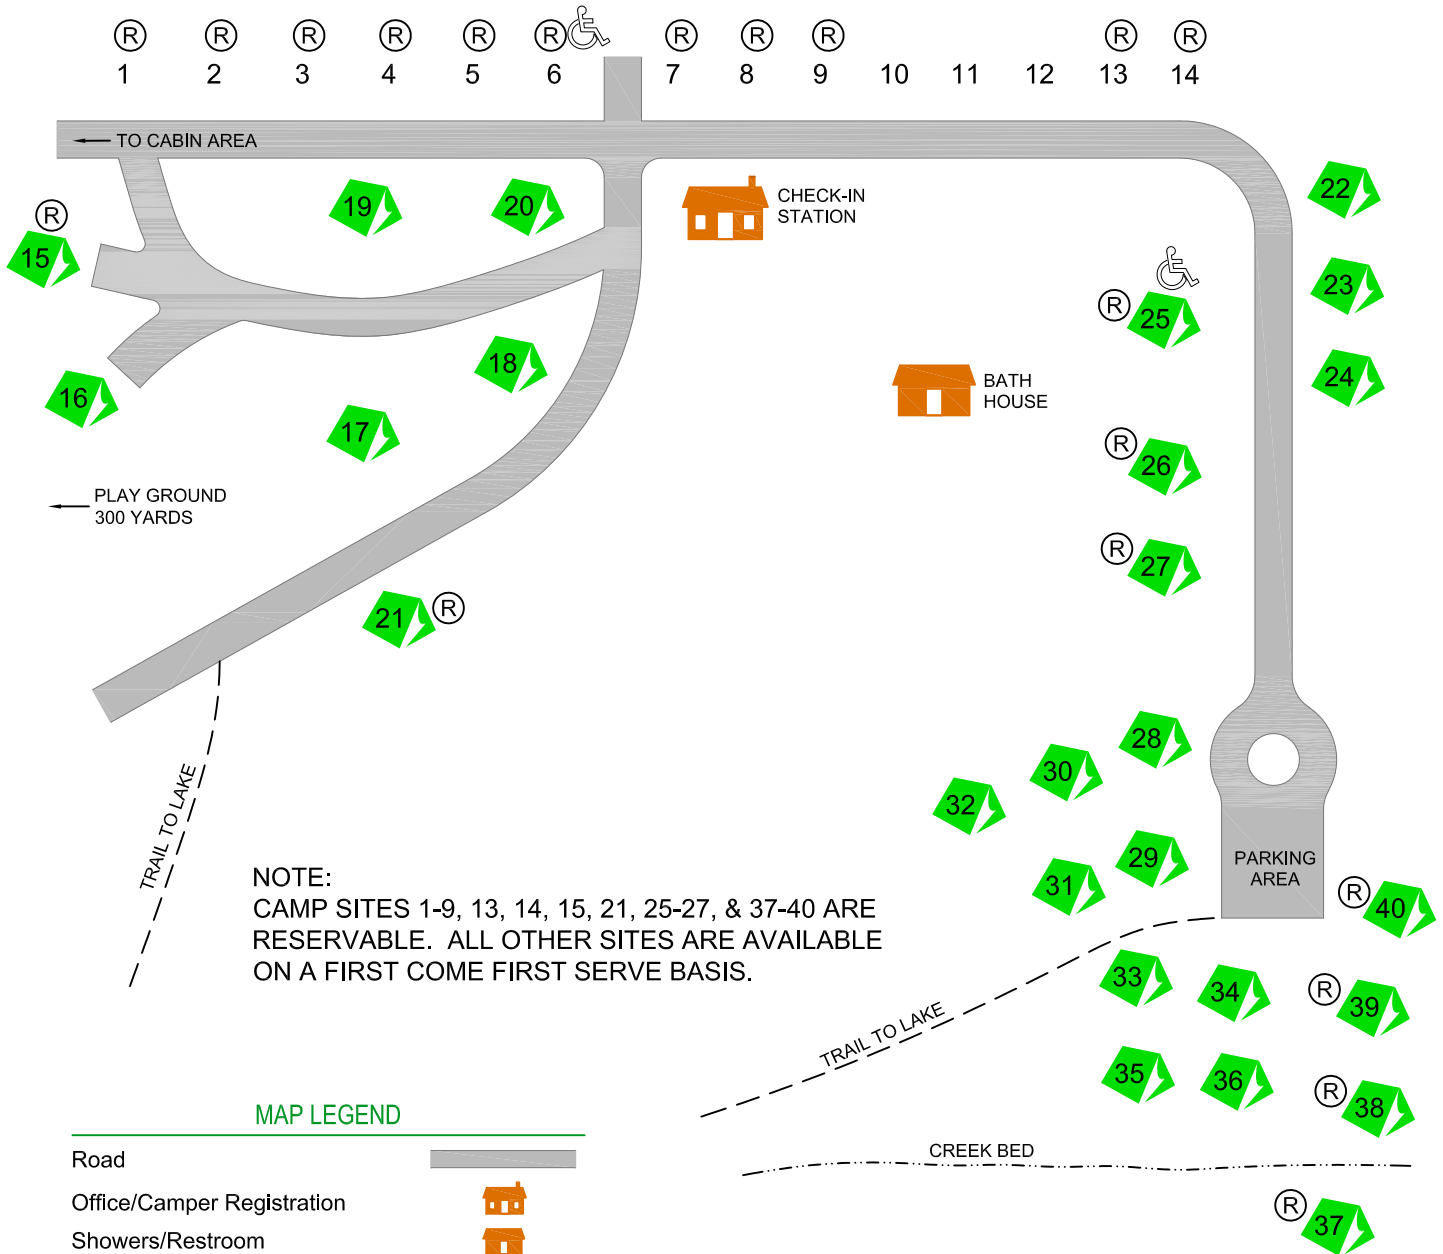 R R R R R R R R R R R
1 2 3 4 5 6 7 8 9 10 11 12 13 14
TO CABIN AREA
19
20
CHECK-IN
STATION
22
R
15
23
R
25
18
24
16
BATH
HOUSE
17
R
26
PLAY GROUND
300 YARDS
R
27
21
R
28
30
32
TRAIL TO LAKE
29
31
PARKING
AREA
R
40
NOTE:
CAMP SITES 1-9, 13, 14, 15, 21, 25-27, & 37-40 ARE
RESERVABLE. ALL OTHER SITES ARE AVAILABLE
ON A FIRST COME FIRST SERVE BASIS.
33
34
R
39
TRAIL TO LAKE
35
36
R
38
CREEK BED
R
37
MAP LEGEND
Road
Office/Camper Registration
Showers/Restroom